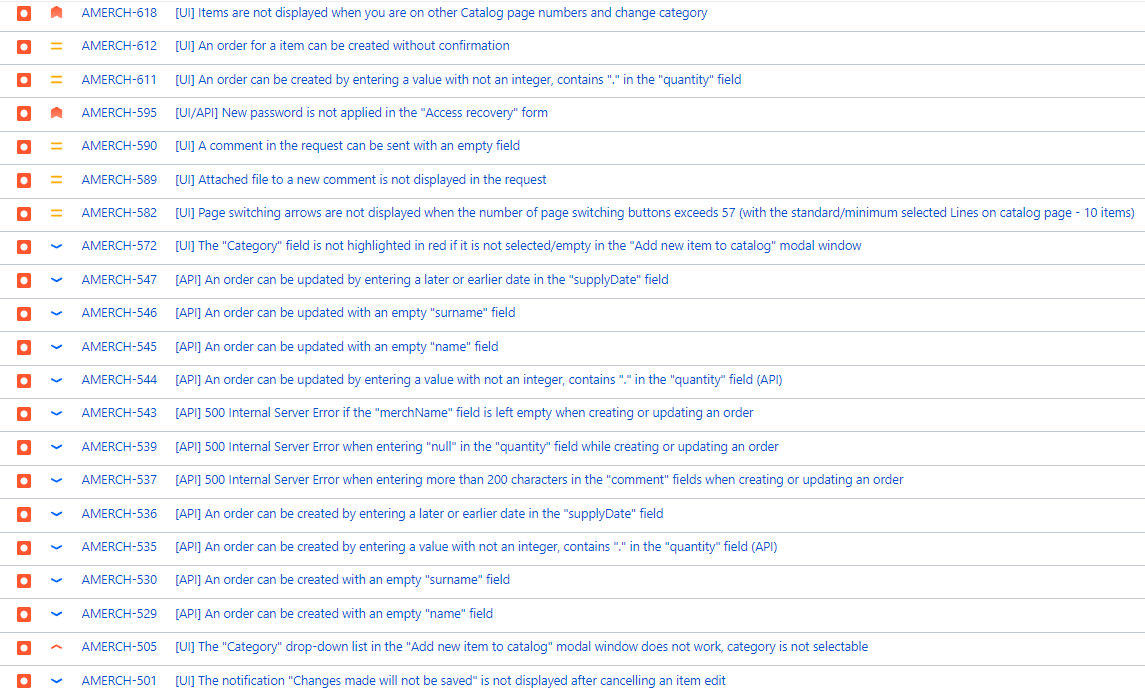 AMERCH-618 [UI] Items are not displayed when you are on other Catalog page numbers and change category
AMERCH-612 [UI] An order for a item can be created without confirmation
AMERCH-611 [UI] An order can be created by entering a value with not an integer, contains "." in the "quantity" field
AMERCH-595 [UI/API] New password is not applied in the "Access recovery" form
AMERCH-590 [UI] A comment in the request can be sent with an empty field
AMERCH-589 [UI] Attached file to a new comment is not displayed in the request
AMERCH-582 [UI] Page switching arrows are not displayed when the number of page switching buttons exceeds 57 (with the standard/minimum selected Lines on catalog page - 10 items)
AMERCH-572 [UI] The "Category" field is not highlighted in red if it is not selected/empty in the "Add new item to catalog" modal window
AMERCH-547 [API] An order can be updated by entering a later or earlier date in the "supplyDate" field
AMERCH-546 [API] An order can be updated with an empty "surname" field
AMERCH-545 [API] An order can be updated with an empty "name" field
AMERCH-544 [API] An order can be updated by entering a value with not an integer, contains "." in the "quantity" field (API)
AMERCH-543 [API] 500 Internal Server Error if the "merchName" field is left empty when creating or updating an order
AMERCH-539 [API] 500 Internal Server Error when entering "null" in the "quantity" field while creating or updating an order
AMERCH-537 [API] 500 Internal Server Error when entering more than 200 characters in the "comment" fields when creating or updating an order
AMERCH-536 [API] An order can be created by entering a later or earlier date in the "supplyDate" field
AMERCH-535 [API] An order can be created by entering a value with not an integer, contains "." in the "quantity" field (API)
AMERCH-530 [API] An order can be created with an empty "surname" field
AMERCH-529 [API] An order can be created with an empty "name" field
AMERCH-505 [UI] The "Category" drop-down list in the "Add new item to catalog" modal window does not work, category is not selectable
AMERCH-501 [UI] The notification "Changes made will not be saved" is not displayed after cancelling an item edit